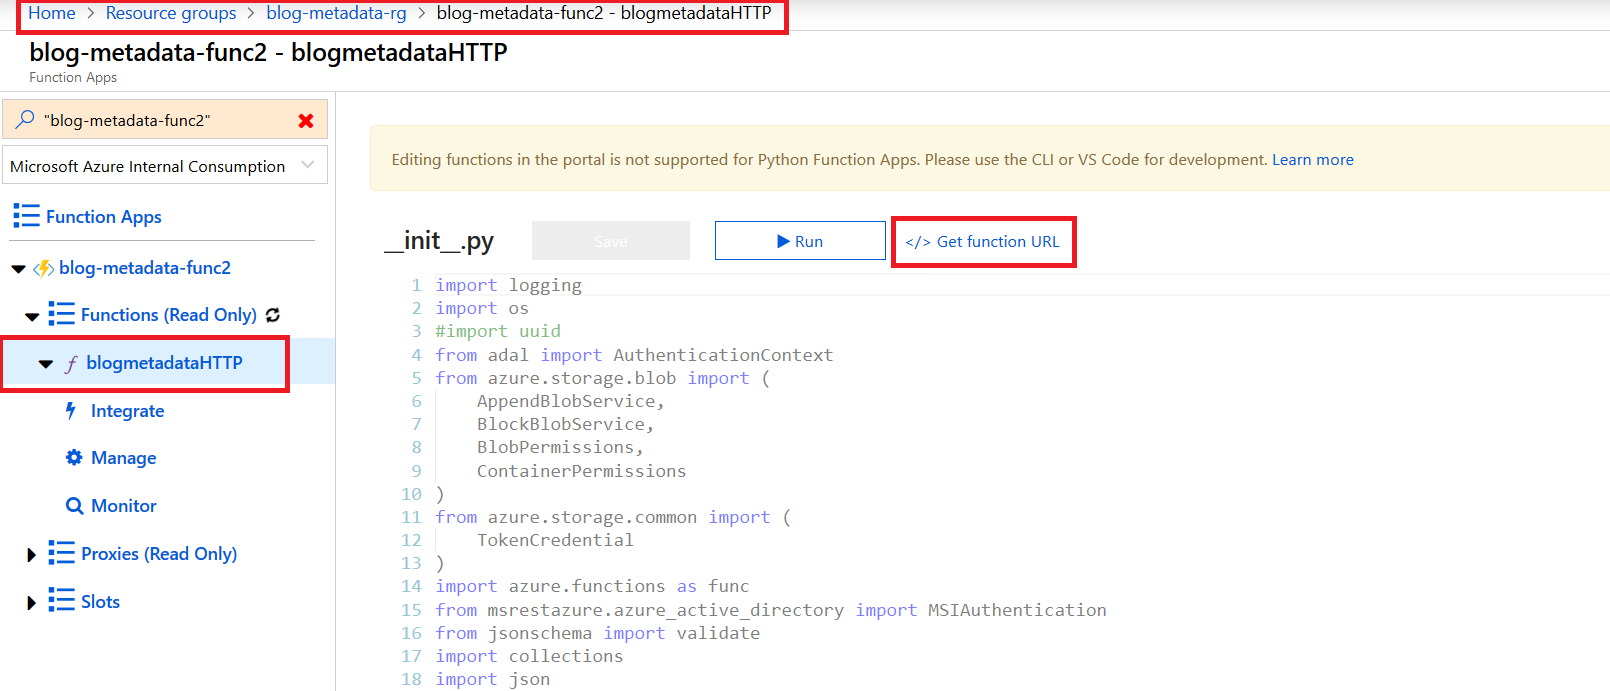 Home > Resource groups > blog-metadata-rg > blog-metadata-func2 - blogmetadataHTTP
blog-metadata-func2 - blogmetadataHTTP
Function Apps
"blog-metadata-func2"
Microsoft Azure Internal Consumption
Function Apps
blog-metadata-func2
Functions (Read Only)
blogmetadataHTTP
Integrate
Manage
Monitor
Proxies (Read Only)
Slots
Editing functions in the portal is not supported for Python Function Apps. Please use the CLI or VS Code for development. Learn more
__init__.py Save Run </> Get function URL
1 import logging
2 import os
3 #import uuid
4 from adal import AuthenticationContext
5 from azure.storage.blob import (
6 AppendBlobService,
7 BlockBlobService,
8 BlobPermissions,
9 ContainerPermissions
10 )
11 from azure.storage.common import (
12 TokenCredential
13 )
14 import azure.functions as func
15 from msrestazure.azure_active_directory import MSIAuthentication
16 from jsonschema import validate
17 import collections
18 import json